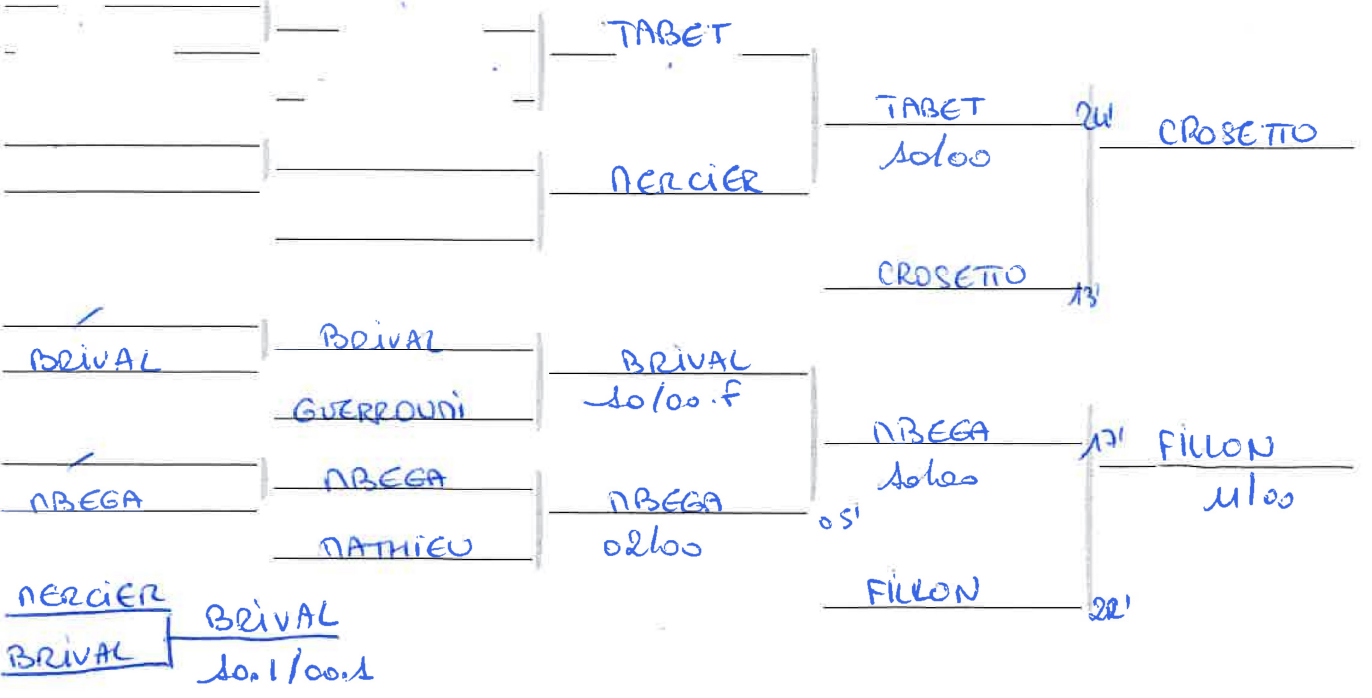 TABET
TABET
24'
CROSETTO
10/00
MERCIER
CROSETTO
13'
BRIVAL
BRIVAL
BRIVAL
10/00.F
GUERROUMI
MBEGA
17'
FILLON
MBEGA
10/00
11/00
MBEGA
MBEGA
05'
02/00
MATHIEU
FILLON
22'
MERCIER
BRIVAL
BRIVAL
10.1/00.1